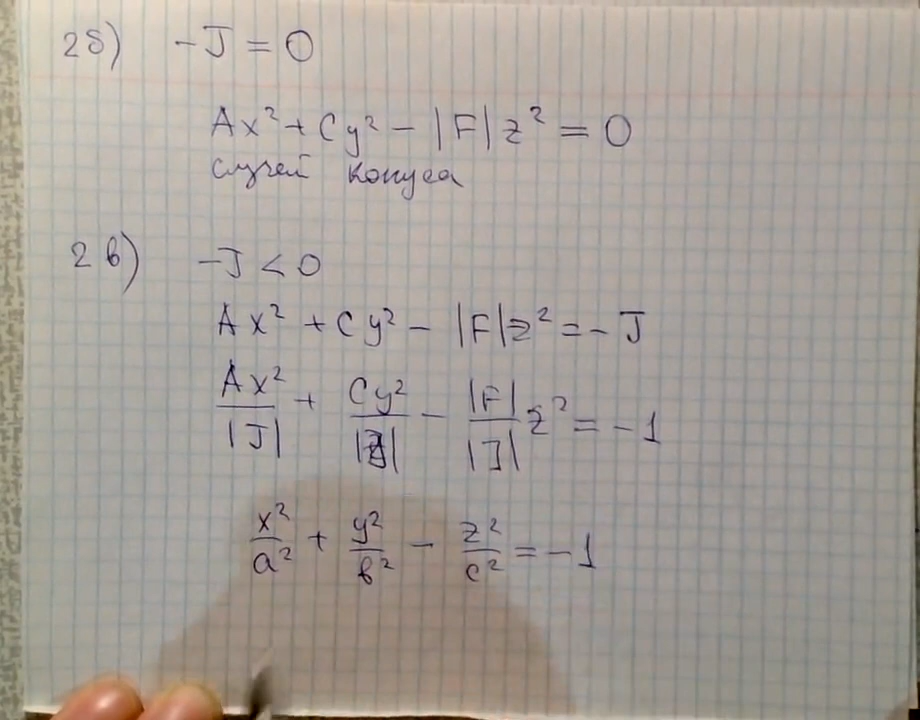 2б) -J = 0
Ax² + Cy² - |F|z² = 0
случай конуса
2в) -J < 0
Ax² + Cy² - |F|z² = -J
Ax²/|J| + Cy²/|J| - |F|/|J| z² = -1
x²/a² + y²/в² - z²/c² = -1